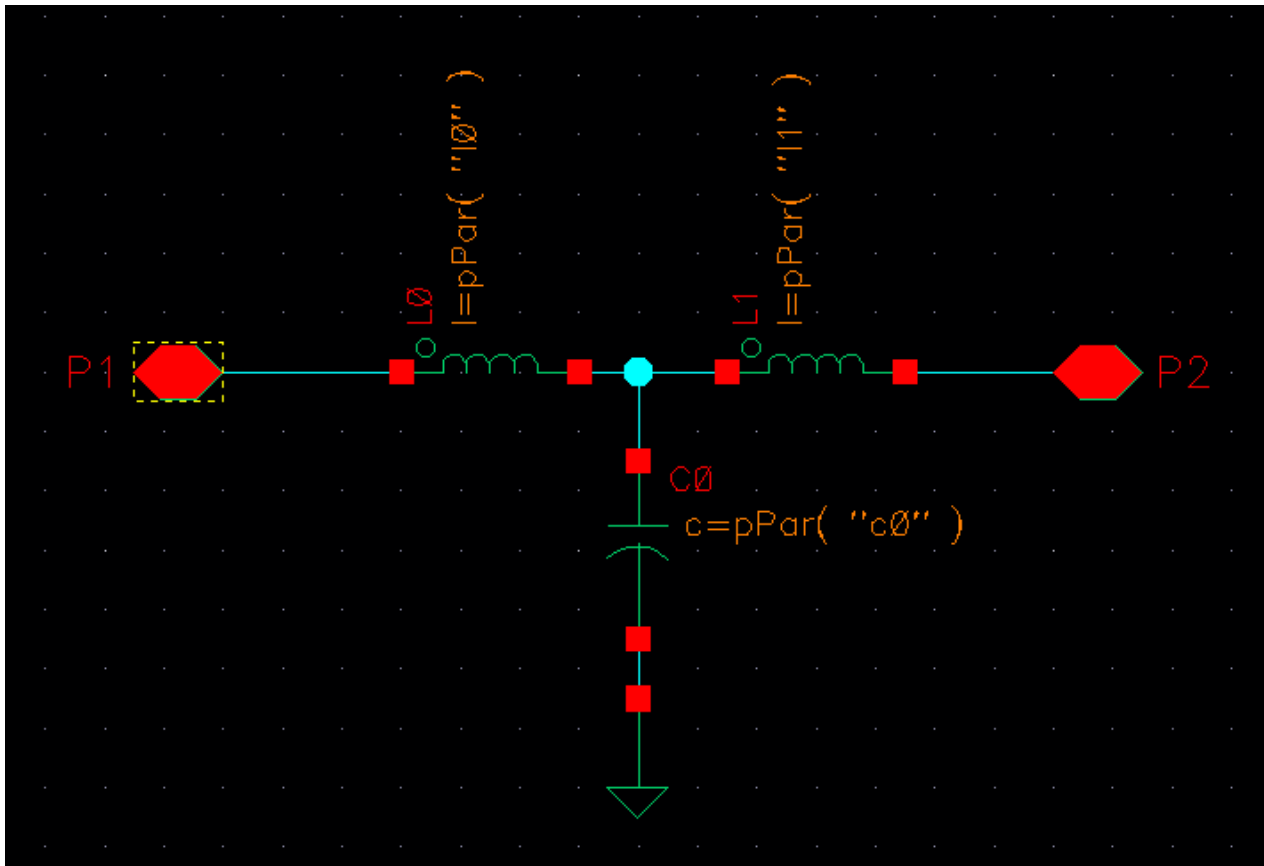 l=pPar( "l0" )
l=pPar( "l1" )
L0
L1
P1
P2
C0
c=pPar( "c0" )